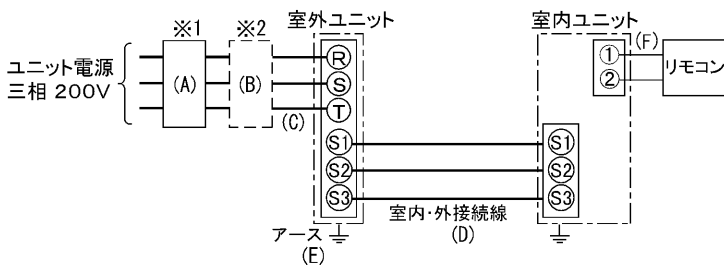 ※1 ※2 室外ユニット 室内ユニット
ユニット電源
三相 200V
(A) (B) (C)
R
S
T
S1
S2
S3
① (F)
②
リモコン
S1
S2
S3
室内・外接続線
(D)
アース
(E)